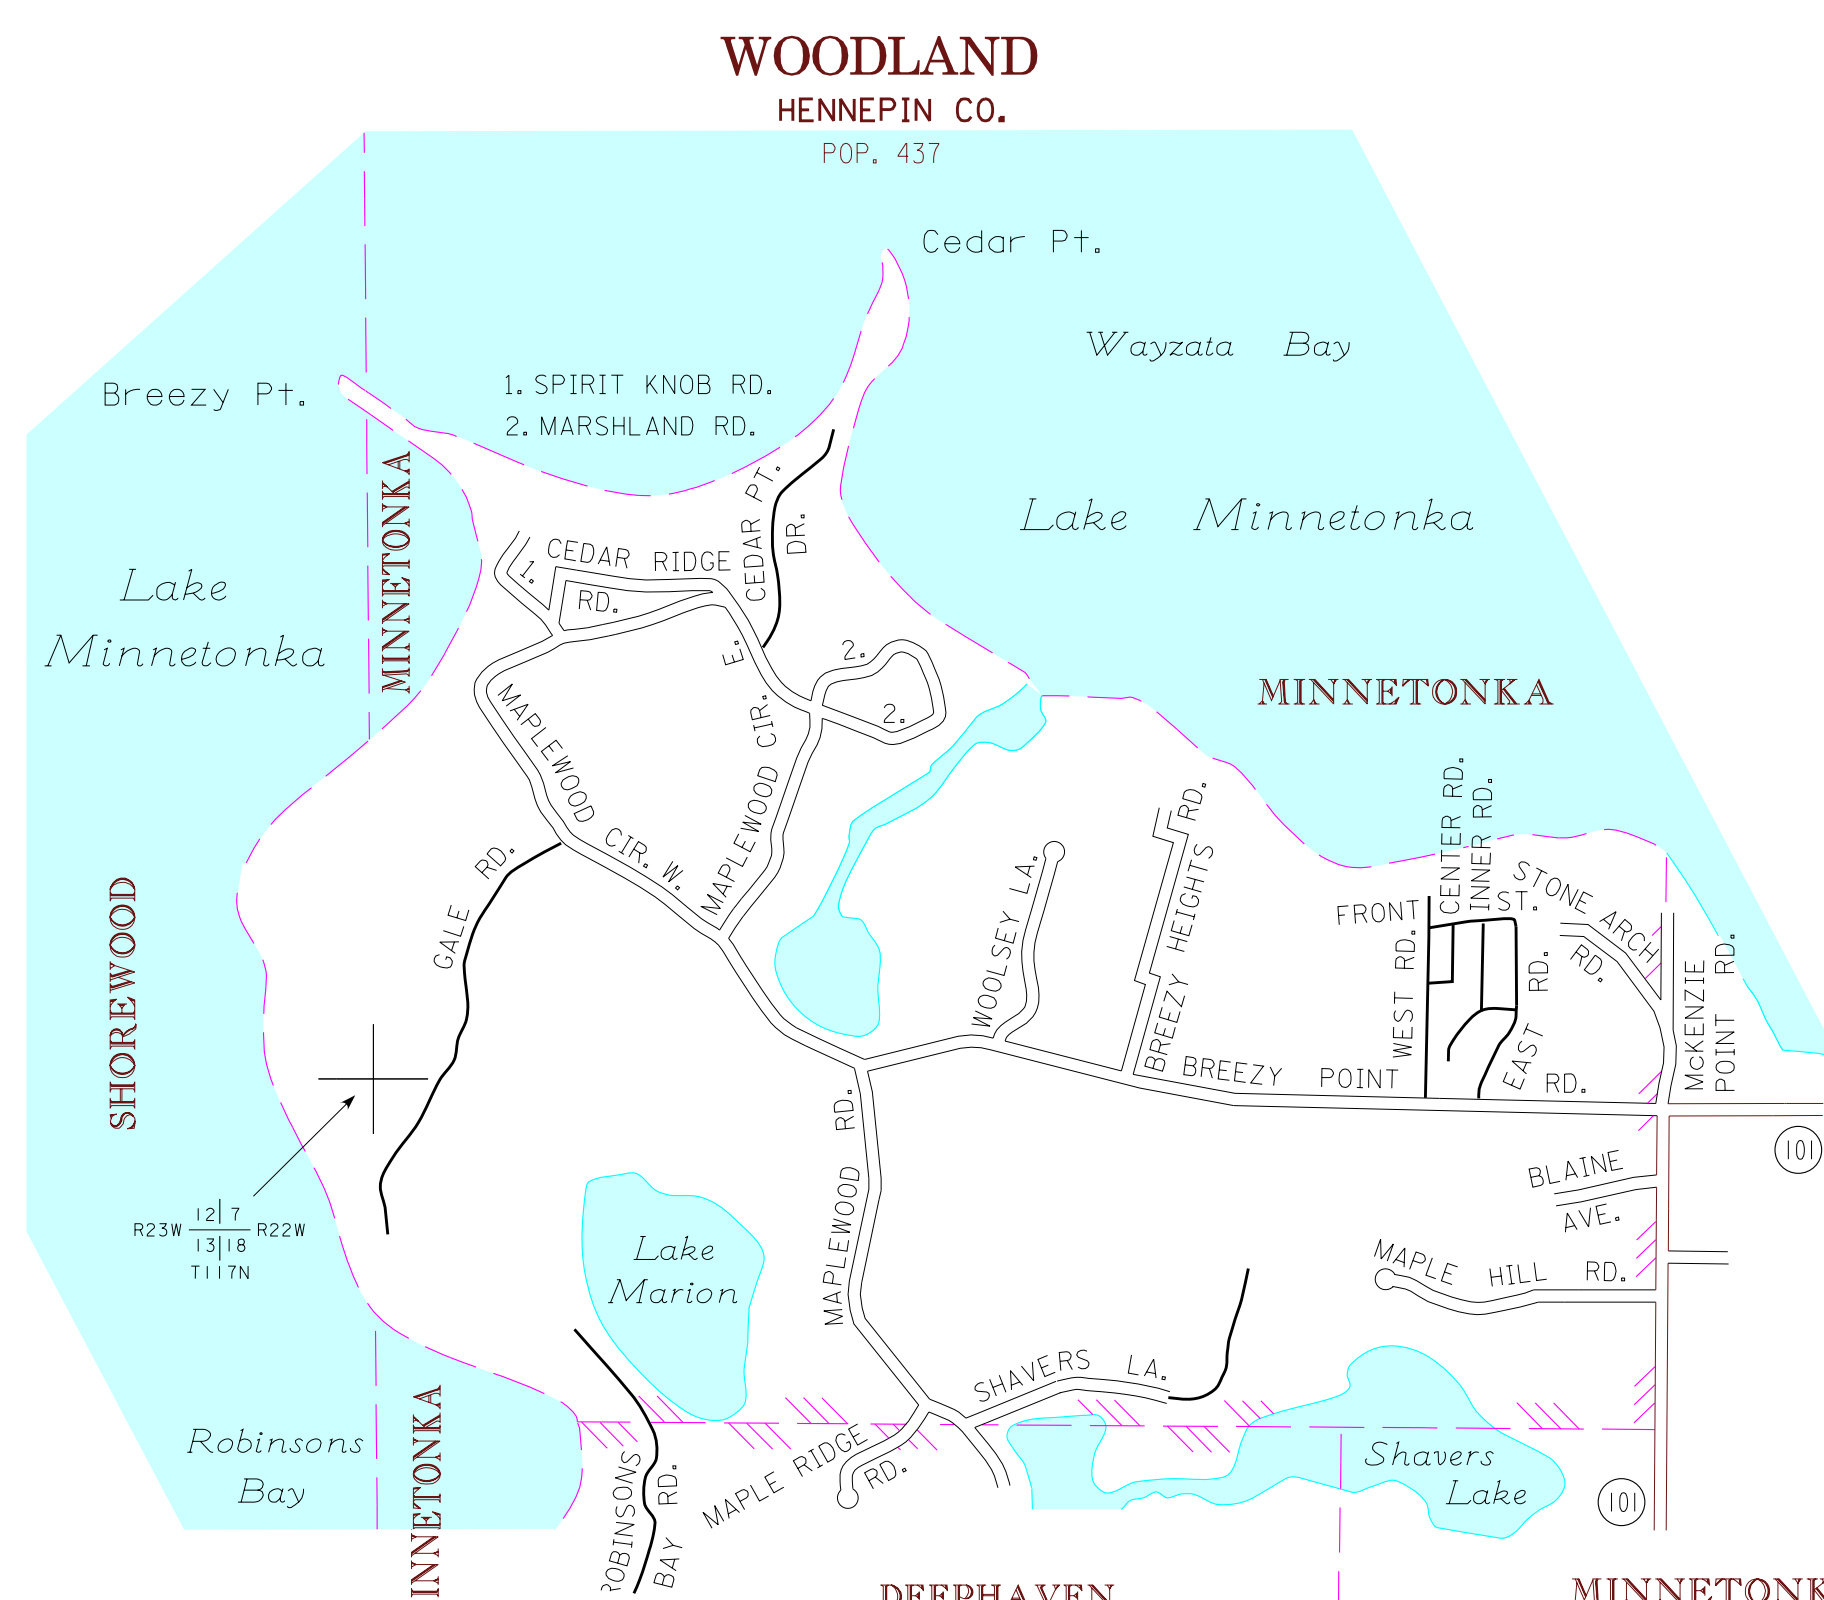 WOODLAND
HENNEPIN CO.
POP. 437
Cedar Pt.
Wayzata Bay
Breezy Pt.
1. SPIRIT KNOB RD.
2. MARSHLAND RD.
Lake Minnetonka
MINNETONKA
Lake
Minnetonka
CEDAR PT.
DR.
CEDAR RIDGE
RD.
1.
E.
2.
2.
MINNETONKA
MAPLEWOOD CIR. W.
MAPLEWOOD CIR.
GALE RD.
SHOREWOOD
WOOLSEY LA.
BREEZY HEIGHTS
RD.
CENTER RD.
INNER RD.
FRONT ST.
STONE ARCH
RD.
WEST RD.
EAST RD.
McKENZIE
POINT RD.
BREEZY POINT RD.
101
MAPLEWOOD RD.
BLAINE
AVE.
MAPLE HILL RD.
12 7
R23W R22W
13 18
T117N
Lake
Marion
SHAVERS LA.
Robinsons
Bay
INNETONKA
ROBINSONS
BAY RD.
MAPLE RIDGE
RD.
Shavers
Lake
101
DEEPHAVEN
MINNETONK